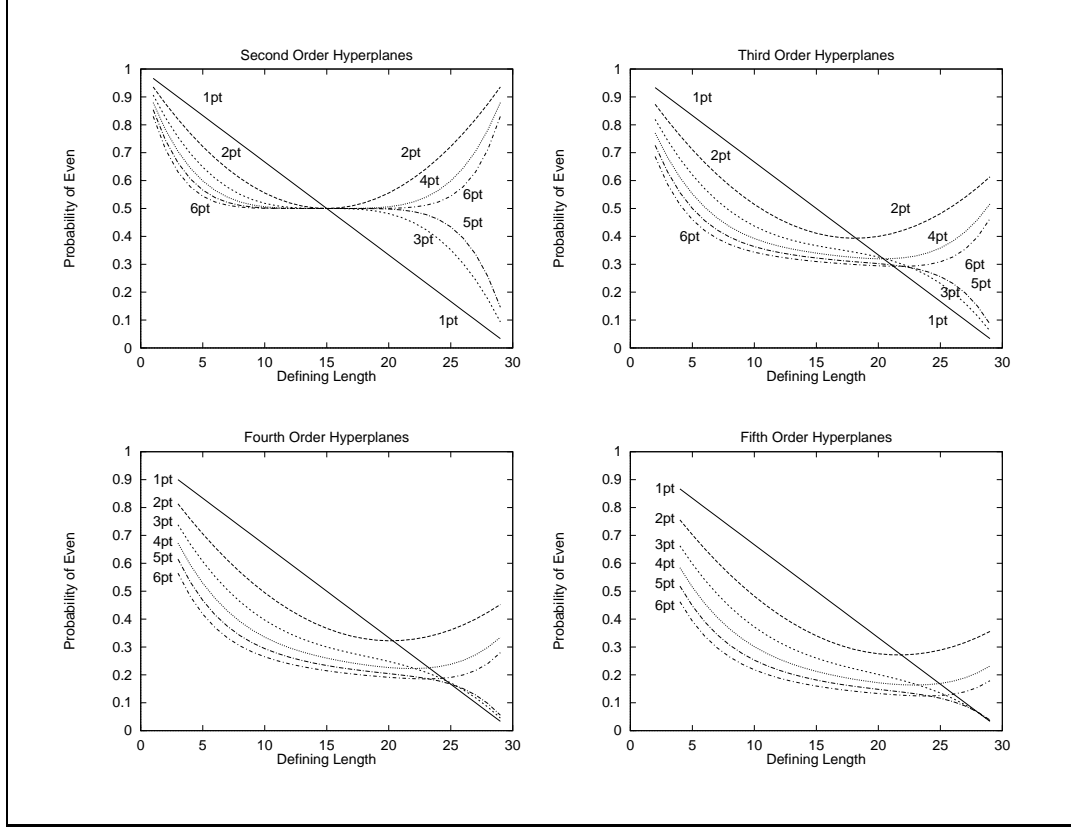 Second Order Hyperplanes
Probability of Even
1
0.9
0.8
0.7
0.6
0.5
0.4
0.3
0.2
0.1
0
1pt
2pt
2pt
4pt
6pt
6pt
5pt
3pt
1pt
0 5 10 15 20 25 30
Defining Length
Third Order Hyperplanes
Probability of Even
1
0.9
0.8
0.7
0.6
0.5
0.4
0.3
0.2
0.1
0
1pt
2pt
2pt
6pt
4pt
6pt
5pt
3pt
1pt
0 5 10 15 20 25 30
Defining Length
Fourth Order Hyperplanes
Probability of Even
1
0.9
0.8
0.7
0.6
0.5
0.4
0.3
0.2
0.1
0
1pt
2pt
3pt
4pt
5pt
6pt
0 5 10 15 20 25 30
Defining Length
Fifth Order Hyperplanes
Probability of Even
1
0.9
0.8
0.7
0.6
0.5
0.4
0.3
0.2
0.1
0
1pt
2pt
3pt
4pt
5pt
6pt
0 5 10 15 20 25 30
Defining Length